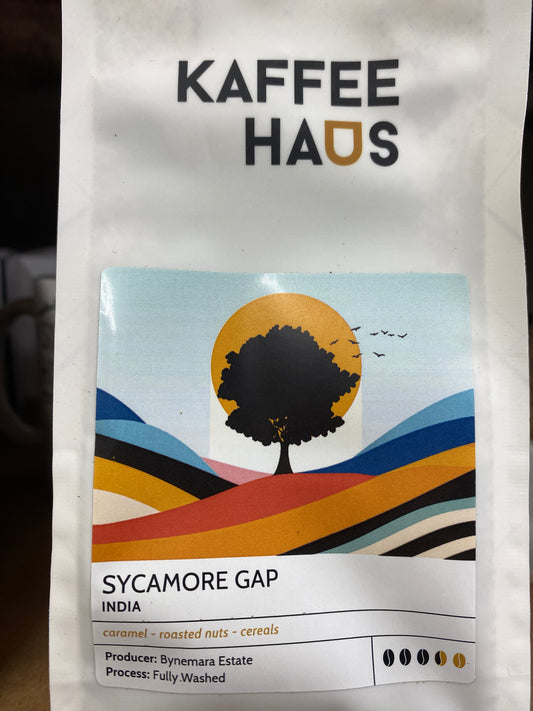 KAFFEE
HAUS
SYCAMORE GAP
INDIA
caramel - roasted nuts - cereals
Producer: Bynemara Estate
Process: Fully Washed